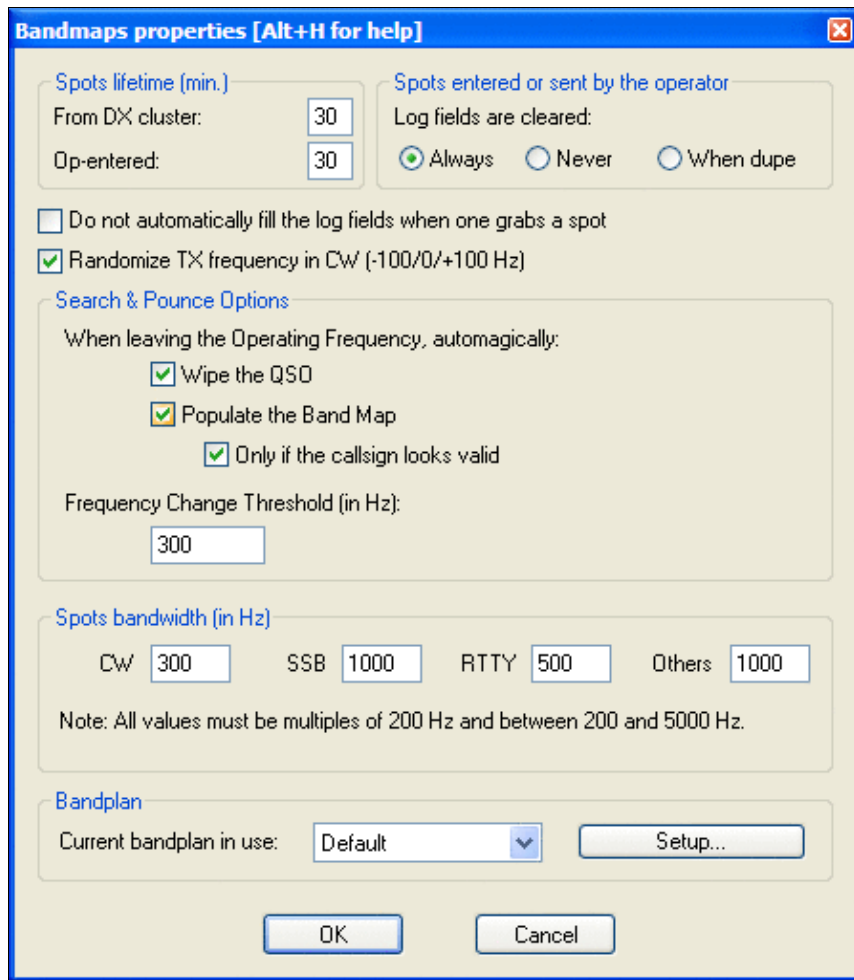 Bandmaps properties [Alt+H for help]
Spots lifetime (min.)
From DX cluster: 30
Op-entered: 30
Spots entered or sent by the operator
Log fields are cleared:
Always Never When dupe
Do not automatically fill the log fields when one grabs a spot
Randomize TX frequency in CW (-100/0/+100 Hz)
Search & Pounce Options
When leaving the Operating Frequency, automagically:
Wipe the QSO
Populate the Band Map
Only if the callsign looks valid
Frequency Change Threshold (in Hz):
300
Spots bandwidth (in Hz)
CW 300 SSB 1000 RTTY 500 Others 1000
Note: All values must be multiples of 200 Hz and between 200 and 5000 Hz.
Bandplan
Current bandplan in use: Default Setup...
OK Cancel